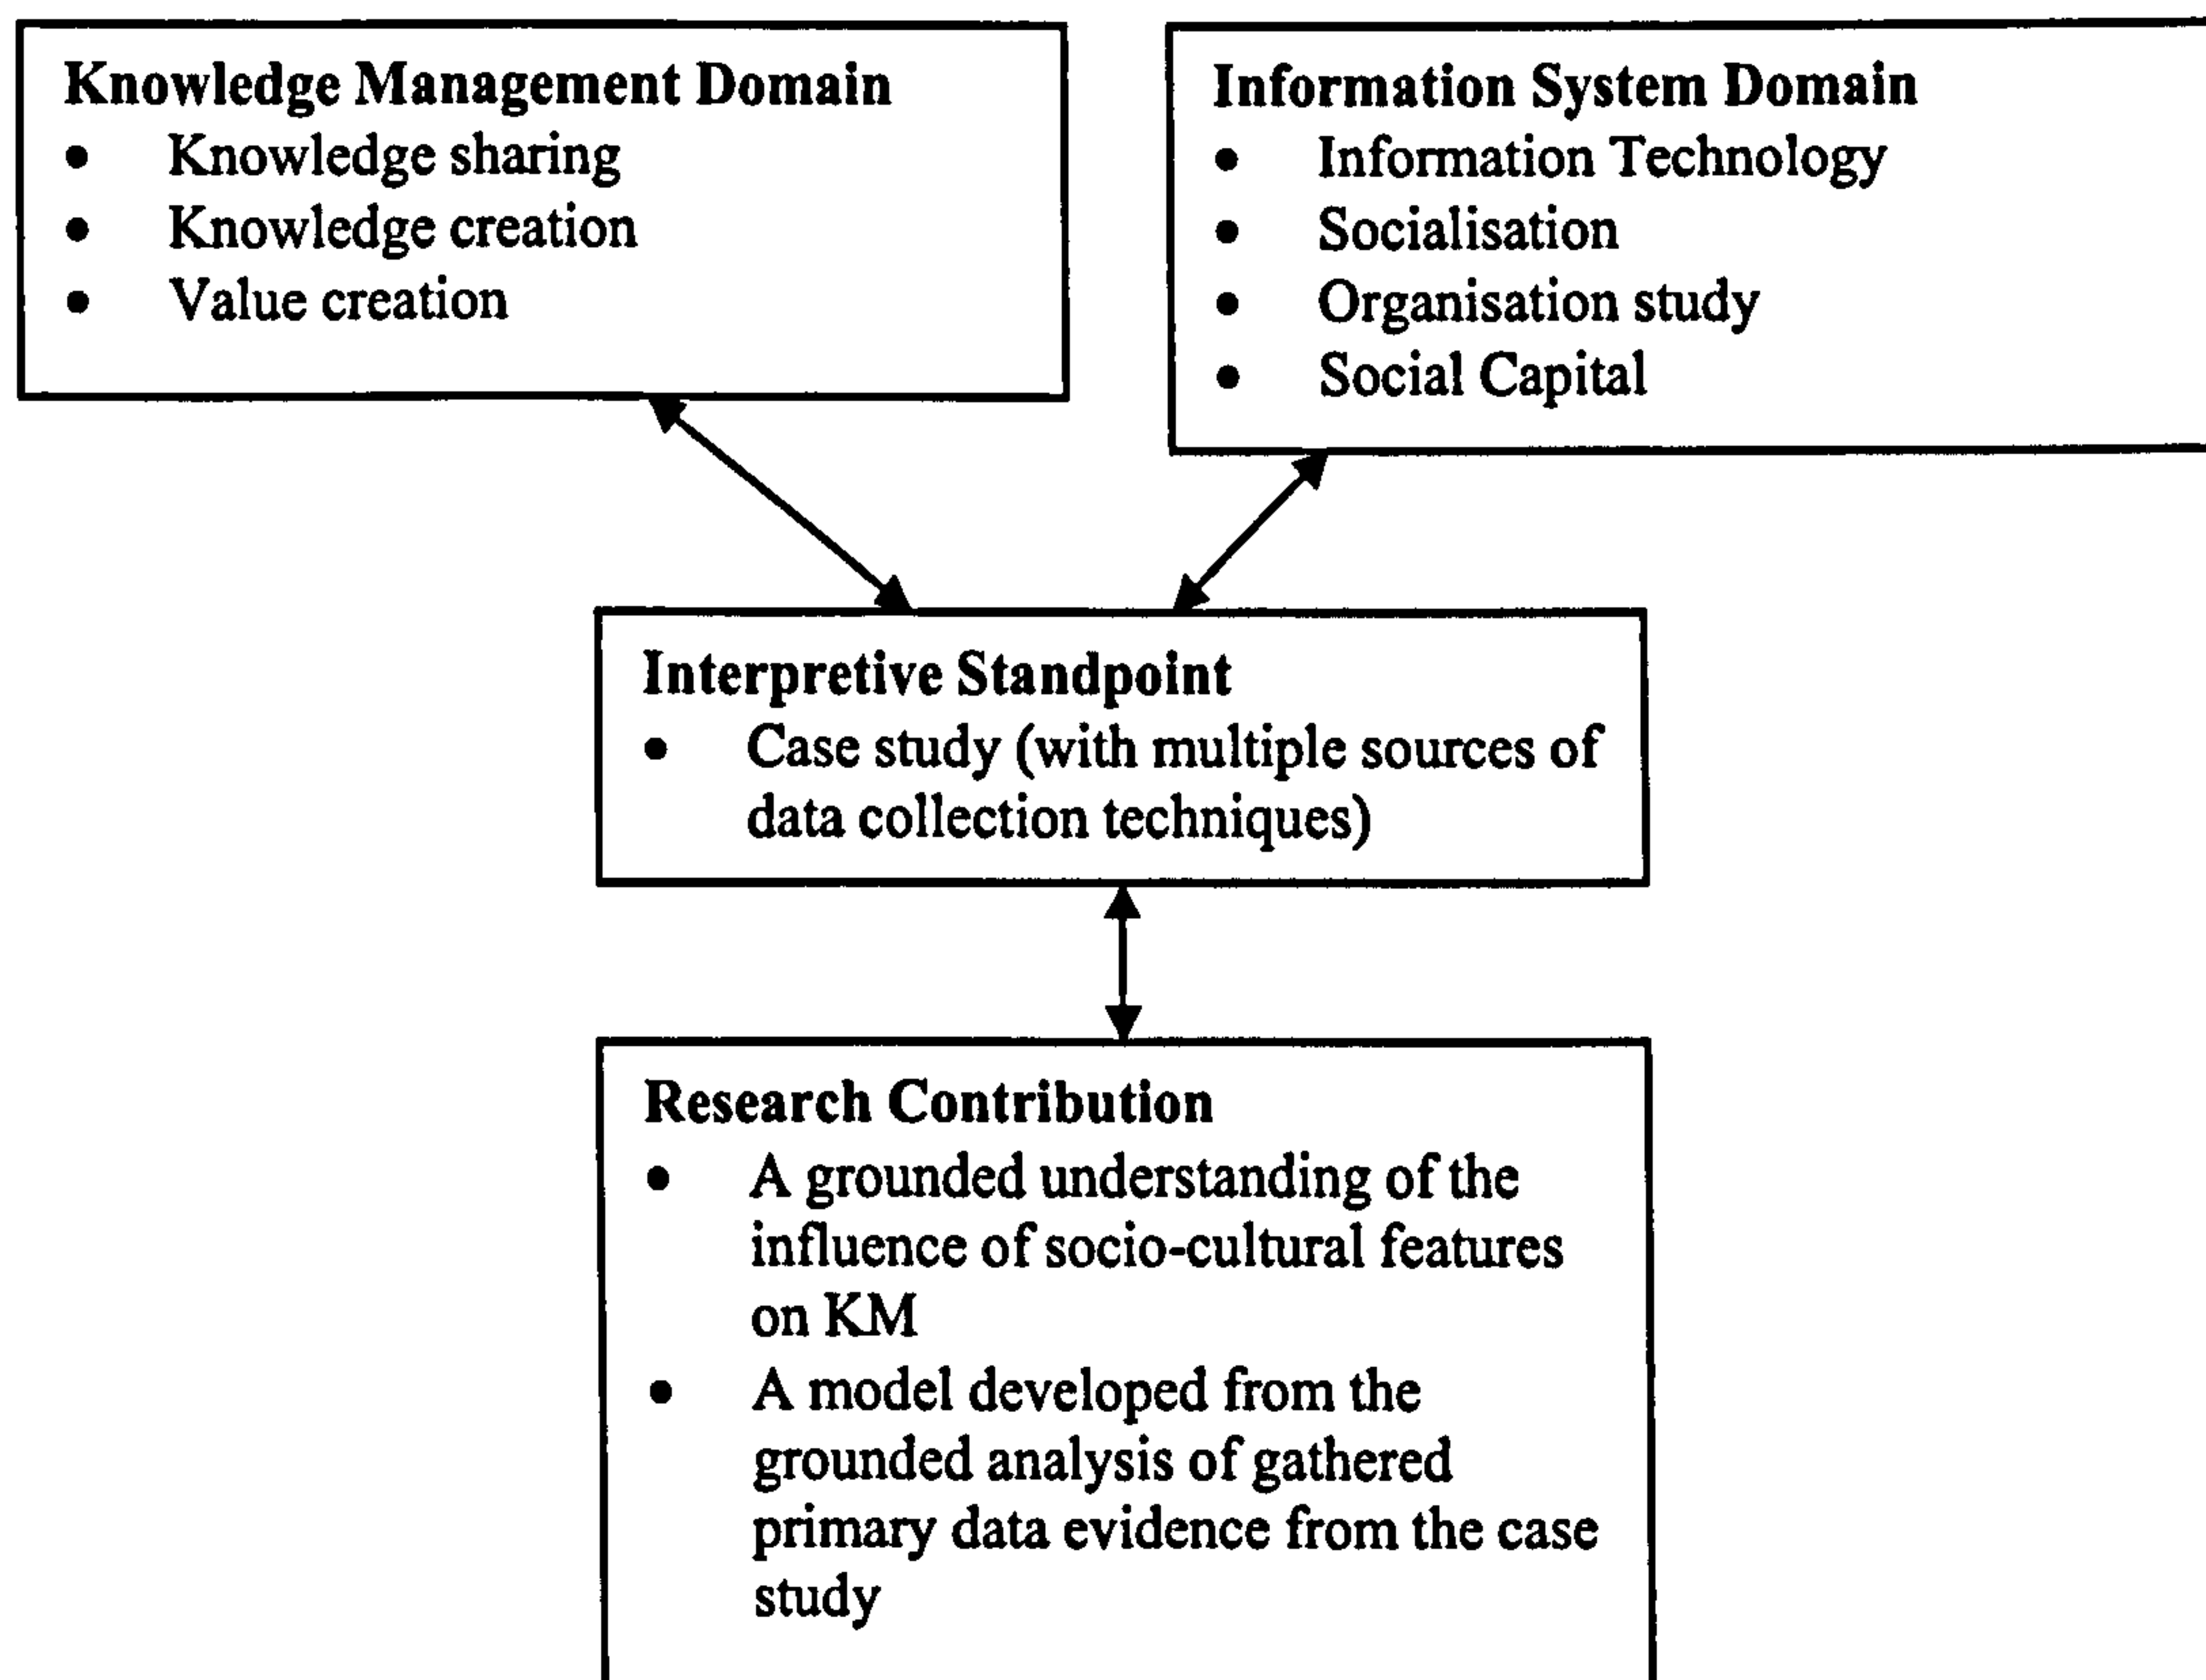 Knowledge Management Domain
• Knowledge sharing
• Knowledge creation
• Value creation
Information System Domain
• Information Technology
• Socialisation
• Organisation study
• Social Capital
Interpretive Standpoint
• Case study (with multiple sources of
data collection techniques)
Research Contribution
• A grounded understanding of the
influence of socio-cultural features
on KM
• A model developed from the
grounded analysis of gathered
primary data evidence from the case
study